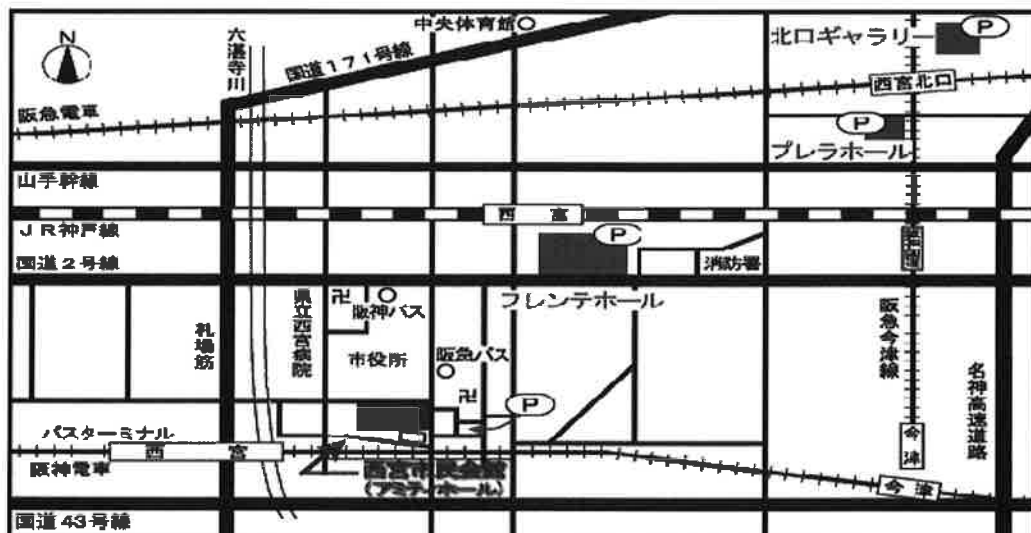 中央体育館
P
北口ギャラリー
N
六湛寺川
国道171号線
西宮北口
阪急電車
P
プレラホール
山手幹線
西宮
JR神戸線
P
国道2号線
消防署
フレンテホール
県立西宮病院
卍
阪神バス
札場筋
市役所
阪急バス
卍
P
阪急今津線
名神高速道路
バスターミナル
西宮
今津
阪神電車
西宮市民会館
(アミティホール)
今津
国道43号線